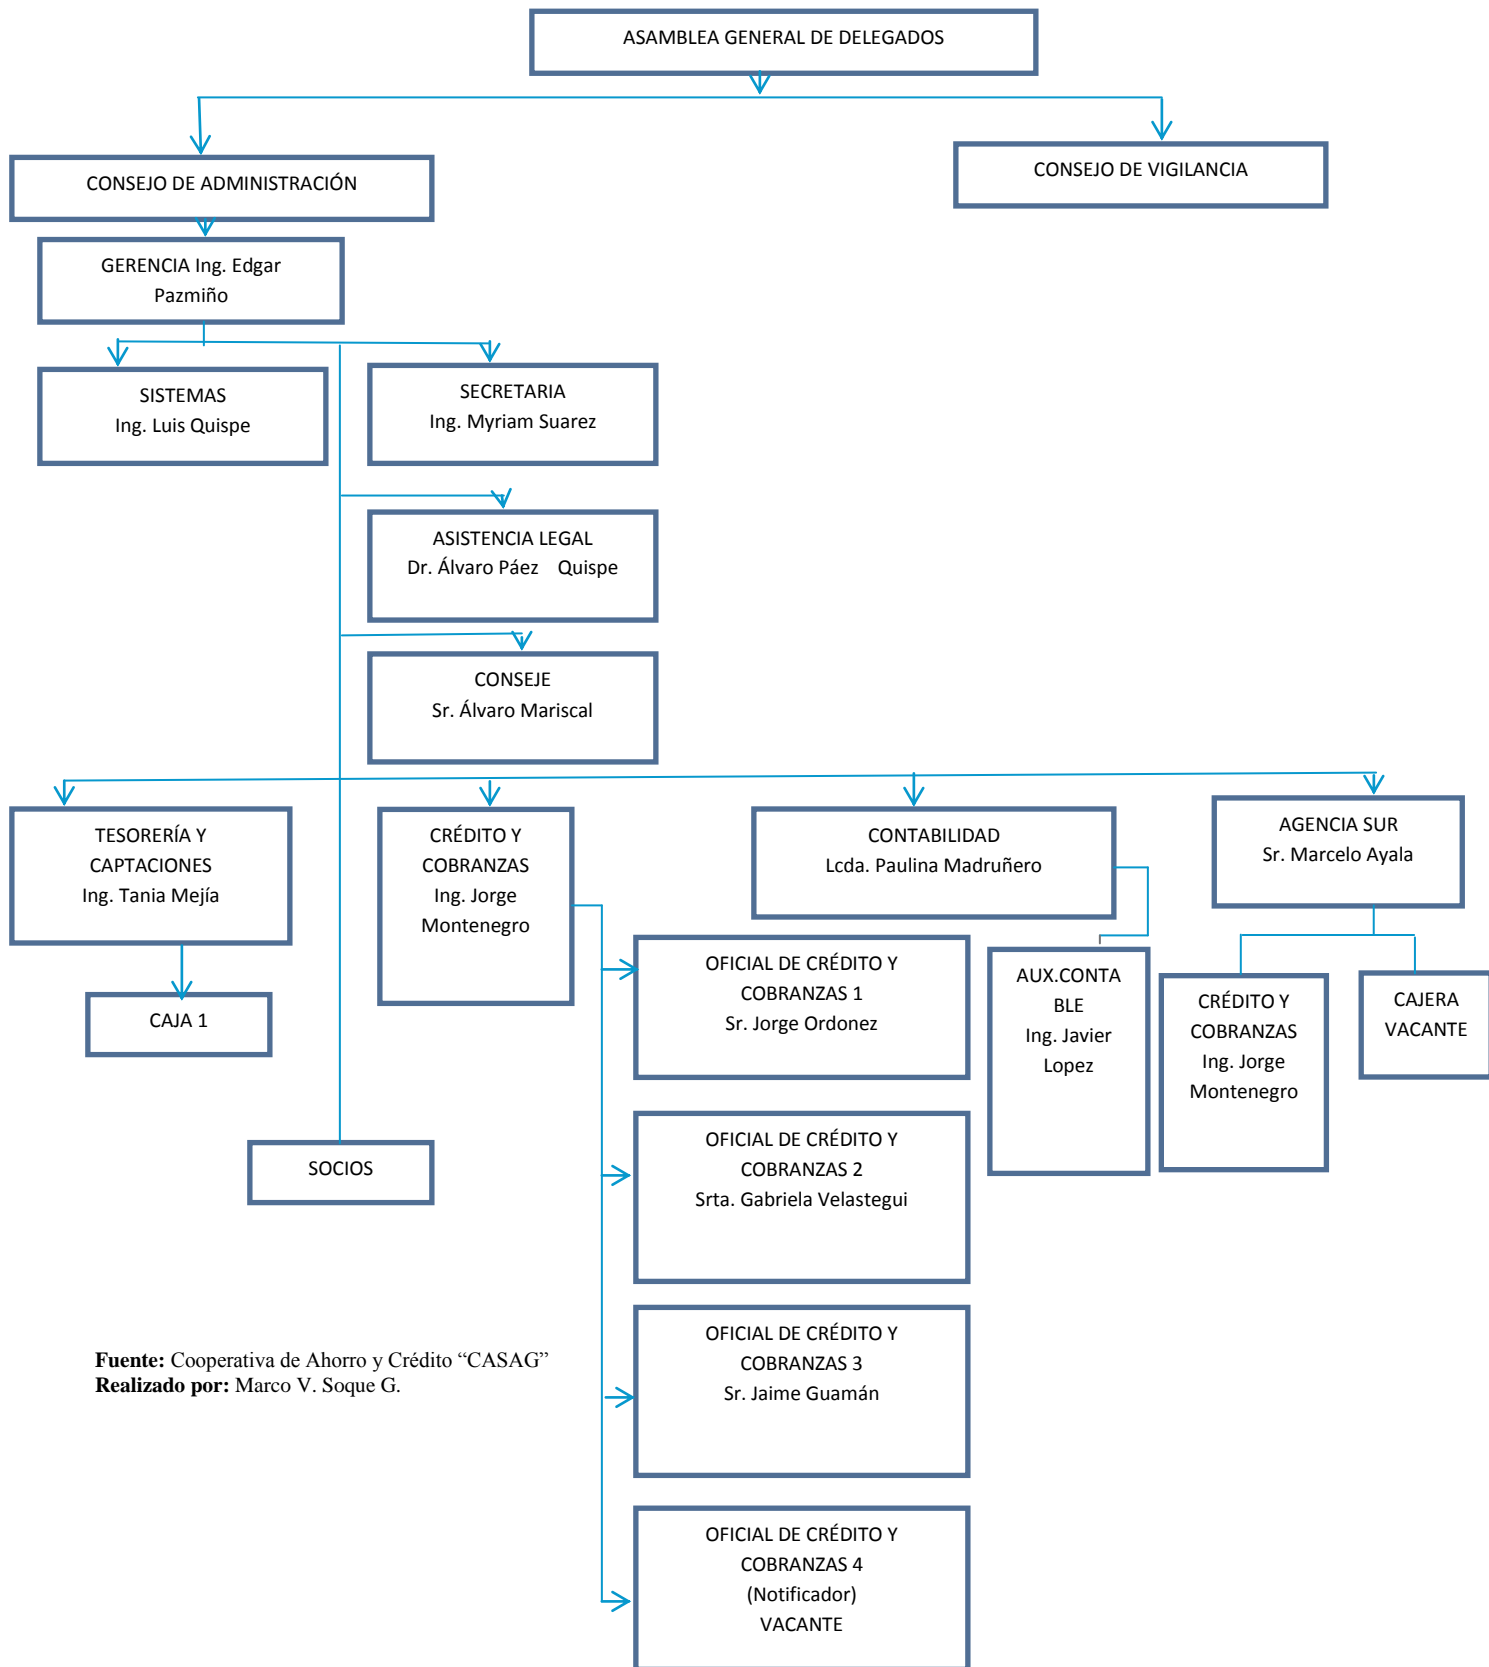 ASAMBLEA GENERAL DE DELEGADOS
CONSEJO DE ADMINISTRACIÓN
CONSEJO DE VIGILANCIA
GERENCIA Ing. Edgar
Pazmiño
SISTEMAS
Ing. Luis Quispe
SECRETARIA
Ing. Myriam Suarez
ASISTENCIA LEGAL
Dr. Álvaro Páez    Quispe
CONSEJE
Sr. Álvaro Mariscal
TESORERÍA Y
CAPTACIONES
Ing. Tania Mejía
CRÉDITO Y
COBRANZAS
Ing. Jorge
Montenegro
CONTABILIDAD
Lcda. Paulina Madruñero
AGENCIA SUR
Sr. Marcelo Ayala
CAJA 1
OFICIAL DE CRÉDITO Y
COBRANZAS 1
Sr. Jorge Ordonez
AUX.CONTA
BLE
Ing. Javier
Lopez
CRÉDITO Y
COBRANZAS
Ing. Jorge
Montenegro
CAJERA
VACANTE
SOCIOS
OFICIAL DE CRÉDITO Y
COBRANZAS 2
Srta. Gabriela Velastegui
OFICIAL DE CRÉDITO Y
COBRANZAS 3
Sr. Jaime Guamán
Fuente: Cooperativa de Ahorro y Crédito “CASAG”
Realizado por: Marco V. Soque G.
OFICIAL DE CRÉDITO Y
COBRANZAS 4
(Notificador)
VACANTE